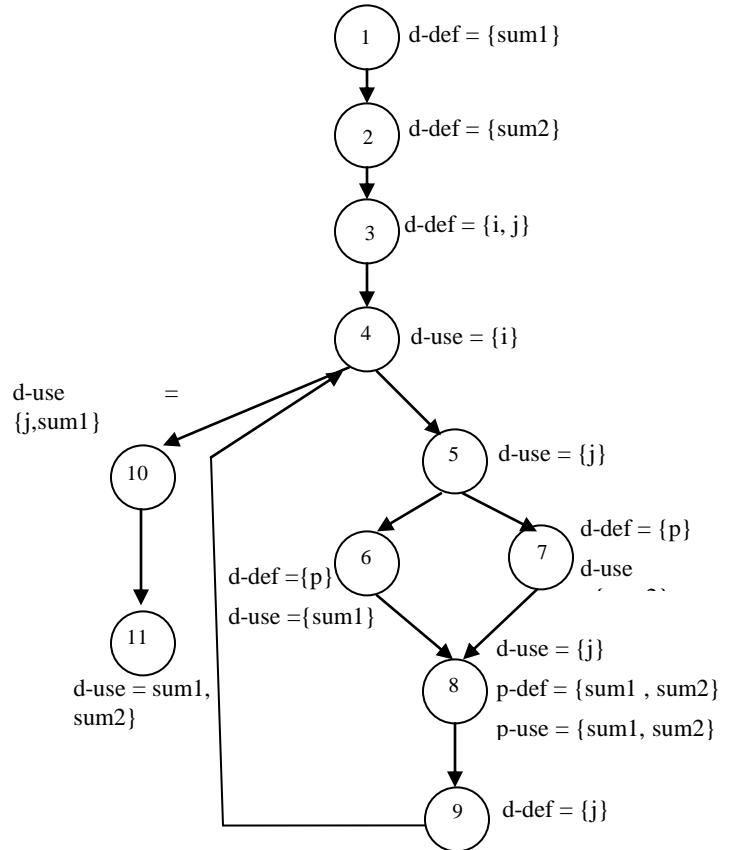 1 d-def = {sum1}
2 d-def = {sum2}
3 d-def = {i, j}
4 d-use = {i}
d-use =
{j,sum1}
10
5 d-use = {j}
d-def = {p}
6 7
d-def ={p} d-use
d-use ={sum1}
11
d-use = sum1,
sum2}
d-use = {j}
8 p-def = {sum1 , sum2}
p-use = {sum1, sum2}
9 d-def = {j}